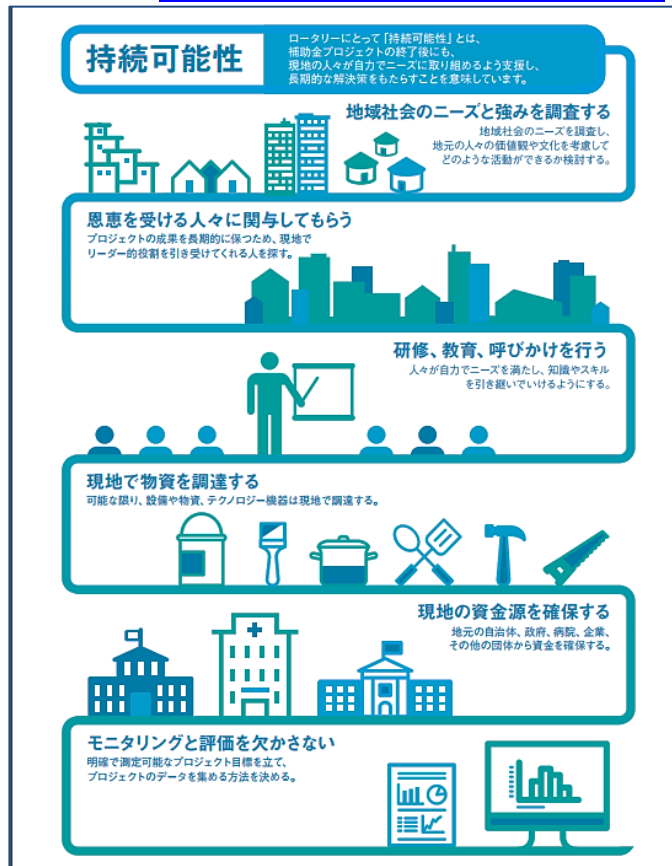 持続可能性
ロータリーにとって「持続可能性」とは、
補助金プロジェクトの終了後にも、
現地の人々が自力でニーズに取り組めるよう支援し、
長期的な解決策をもたらすことを意味しています。
地域社会のニーズと強みを調査する
地域社会のニーズを調査し、
地元の人々の価値観や文化を考慮して
どのような活動ができるか検討する。
恩恵を受ける人々に関与してもらう
プロジェクトの成果を長期的に保つため、現地で
リーダー的役割を引き受けてくれる人を探す。
研修、教育、呼びかけを行う
人々が自力でニーズを満たし、知識やスキル
を引き継いでいけるようにする。
現地で物資を調達する
可能な限り、設備や物資、テクノロジー機器は現地で調達する。
現地の資金源を確保する
地元の自治体、政府、病院、企業、
その他の団体から資金を確保する。
モニタリングと評価を欠かさない
明確で測定可能なプロジェクト目標を立て、
プロジェクトのデータを集める方法を決める。